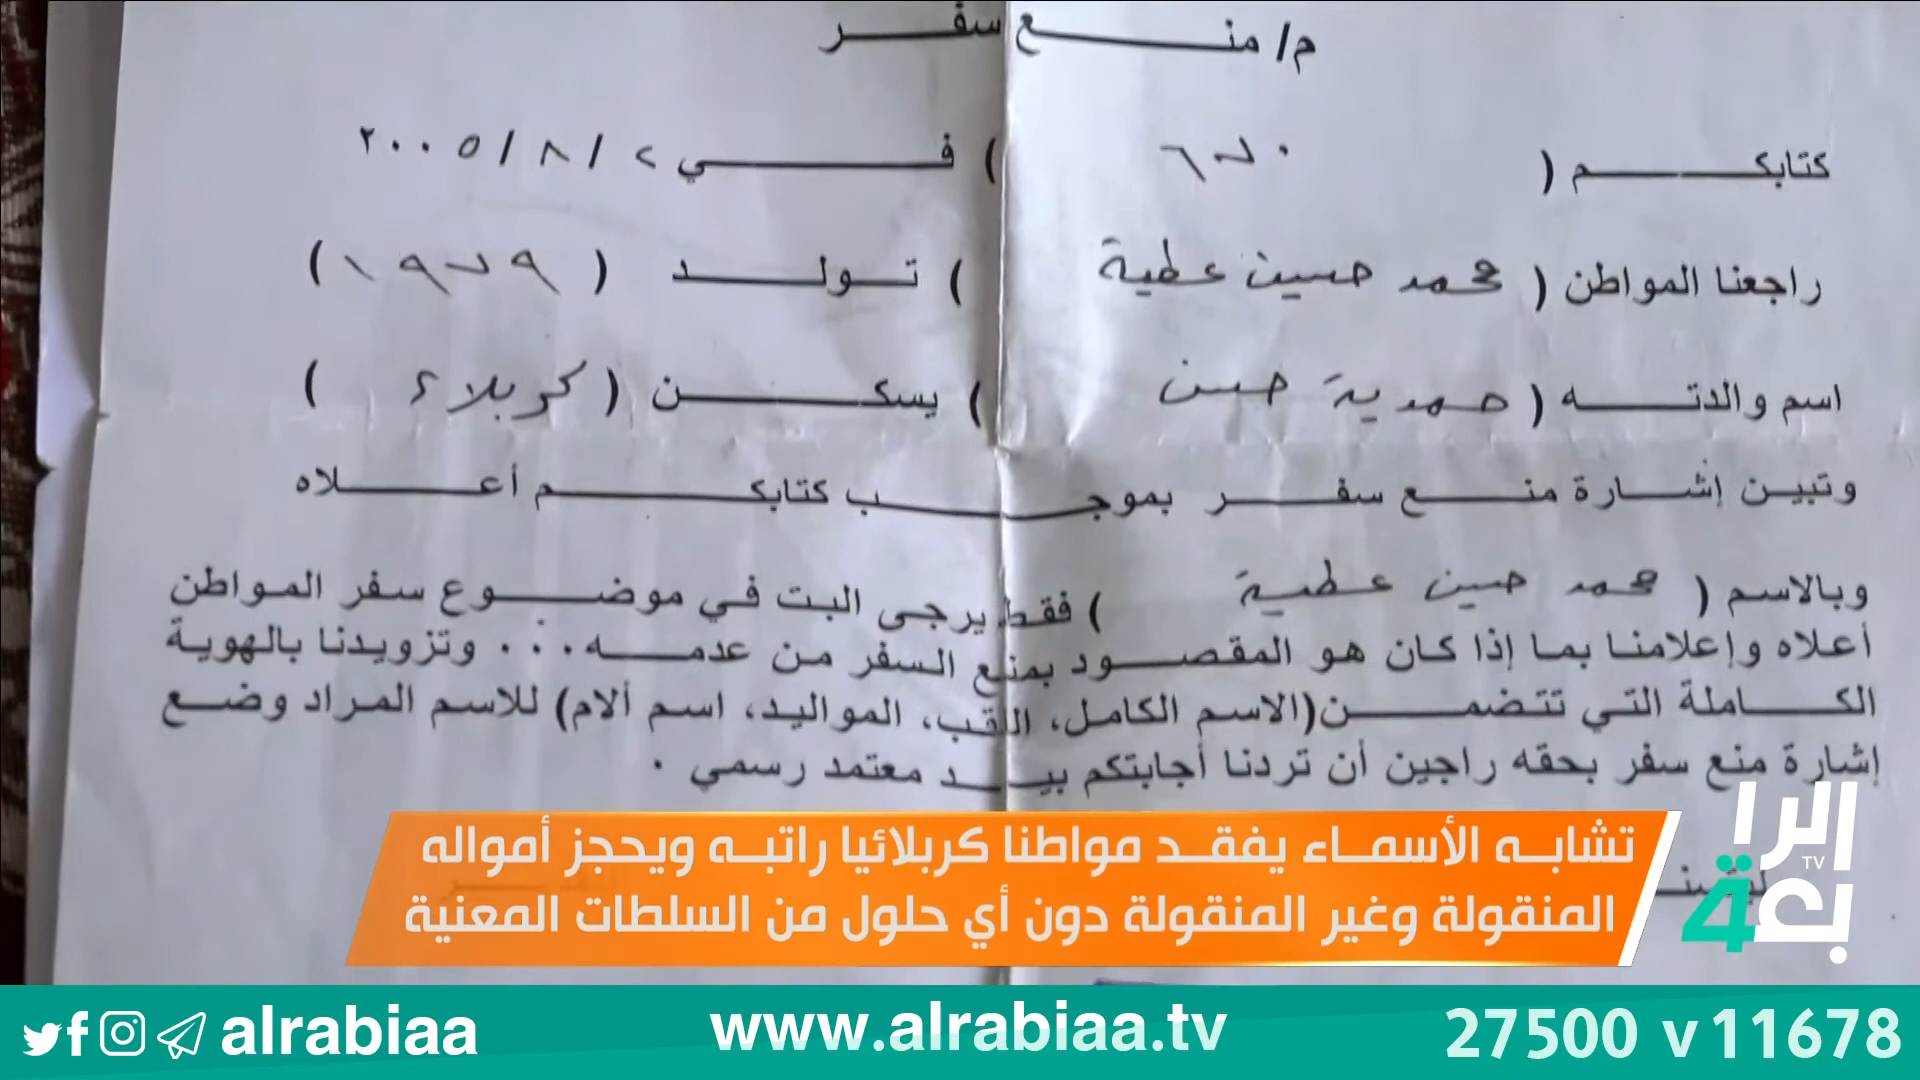 م/ منع سفر
كتابكم ( ٦٧٠ ) في ٢ / ٨ / ٢٠٠٥
راجعنا المواطن ( محمد حسين عطية ) تولد ( ١٩٧٩ )
اسم والدته ( حمدية حسن ) يسكن ( كربلاء )
وتبين إشارة منع سفر بموجب كتابكم أعلاه
وبالاسم ( محمد حسين عطية ) فقط يرجى البت في موضوع سفر المواطن
أعلاه وإعلامنا بما إذا كان هو المقصود بمنع السفر من عدمه... وتزويدنا بالهوية
الكاملة التي تتضمن(الاسم الكامل، القب، المواليد، اسم ألام) للاسم المراد وضع
إشارة منع سفر بحقه راجين أن تردنا أجابتكم بيد معتمد رسمي .
تشابه الأسماء يفقد مواطنا كربلائيا راتبه ويحجز أمواله
المنقولة وغير المنقولة دون أي حلول من السلطات المعنية
الرابعة TV 4
alrabiaa
www.alrabiaa.tv
27500 v 11678